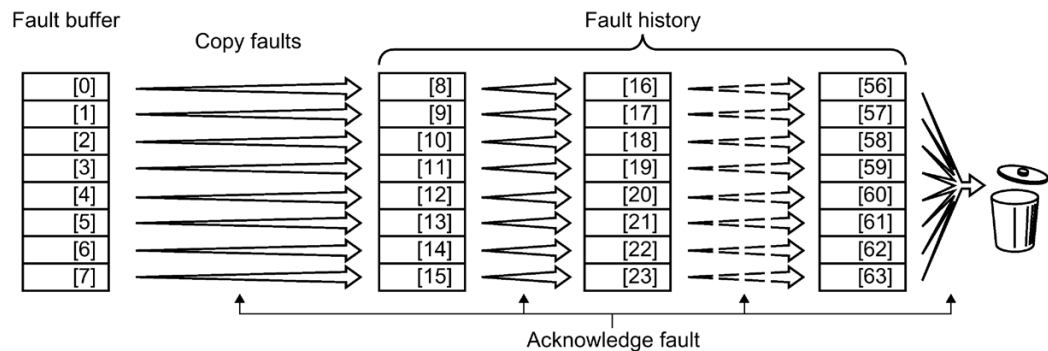 Fault buffer
Copy faults
Fault history
[0] [8] [16] [56]
[1] [9] [17] [57]
[2] [10] [18] [58]
[3] [11] [19] [59]
[4] [12] [20] [60]
[5] [13] [21] [61]
[6] [14] [22] [62]
[7] [15] [23] [63]
Acknowledge fault